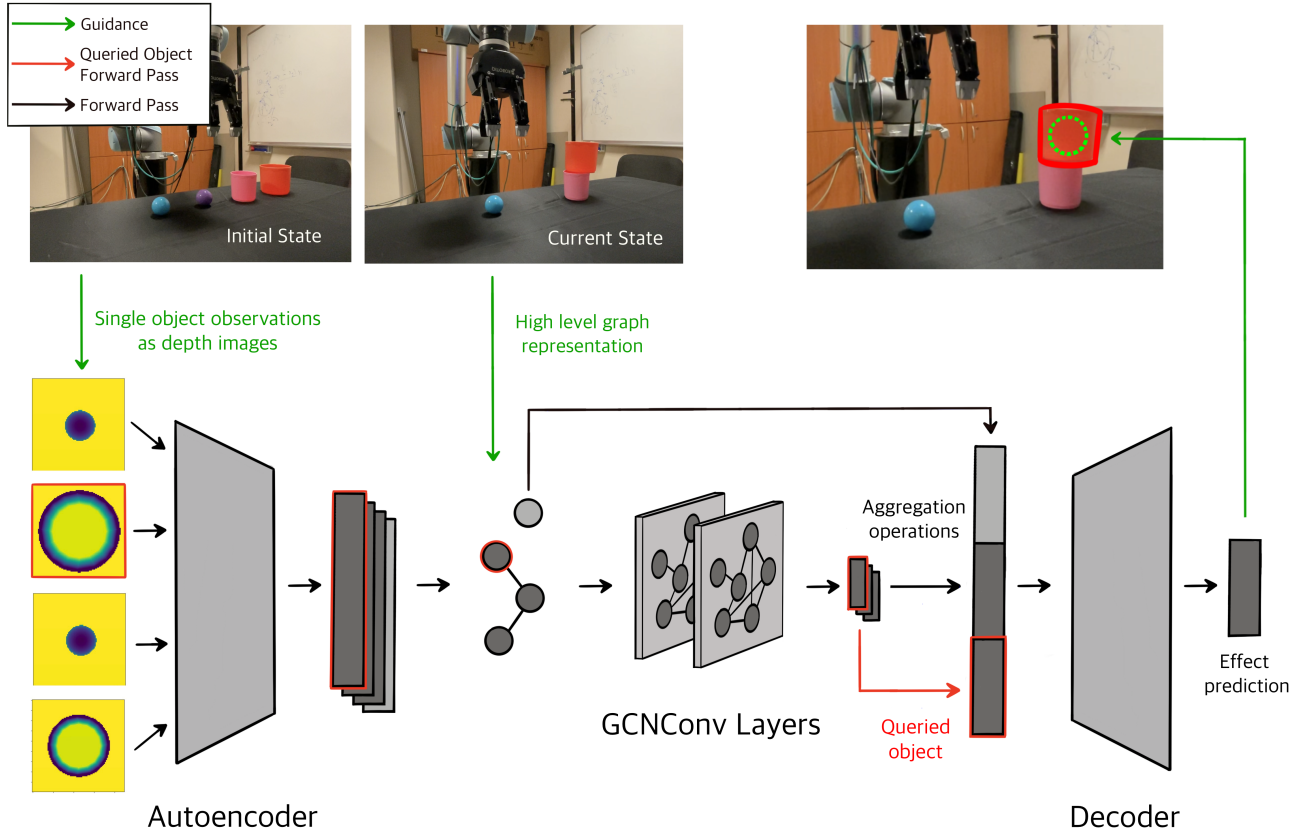 Guidance
Queried Object
Forward Pass
Forward Pass
Initial State
Current State
Single object observations
as depth images
High level graph
representation
Aggregation
operations
GCNConv Layers
Queried
object
Effect
prediction
Autoencoder
Decoder